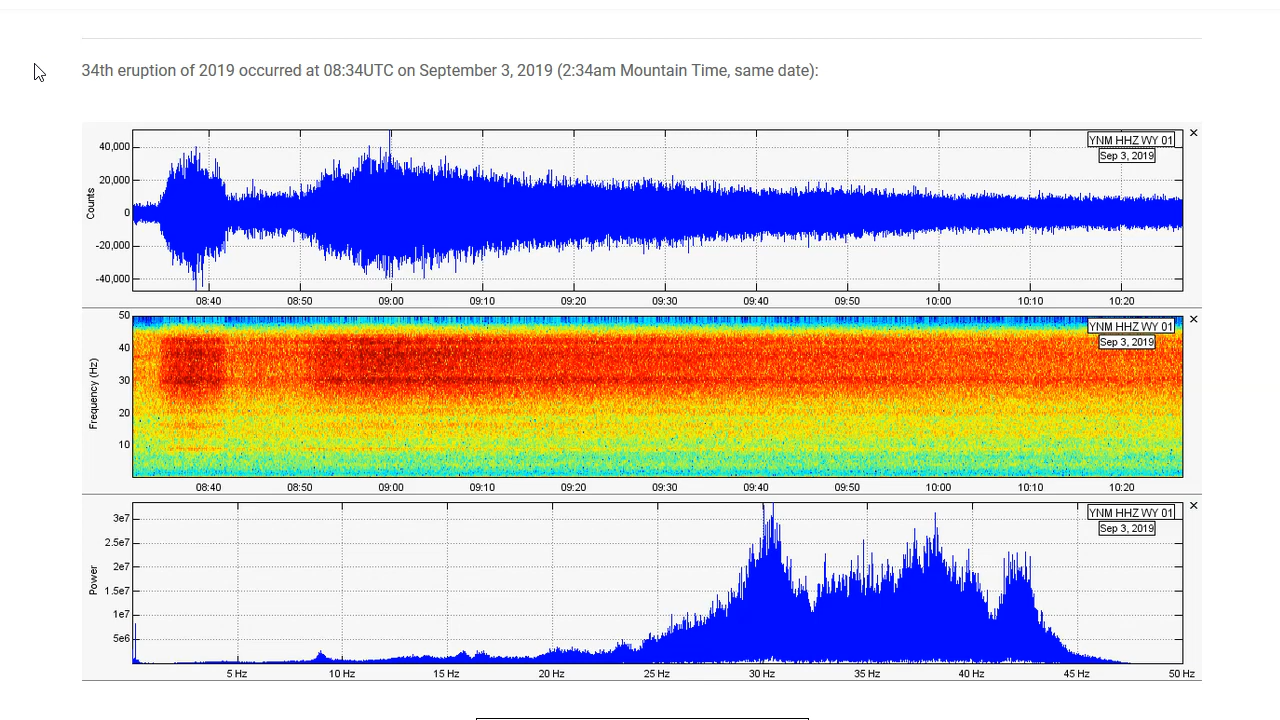 34th eruption of 2019 occurred at 08:34UTC on September 3, 2019 (2:34am Mountain Time, same date):
YNM HHZ WY 01
Sep 3, 2019
40,000
20,000
0
-20,000
-40,000
Counts
08:40 08:50 09:00 09:10 09:20 09:30 09:40 09:50 10:00 10:10 10:20
YNM HHZ WY 01
Sep 3, 2019
50
40
30
20
10
Frequency (Hz)
08:40 08:50 09:00 09:10 09:20 09:30 09:40 09:50 10:00 10:10 10:20
YNM HHZ WY 01
Sep 3, 2019
3e7
2.5e7
2e7
1.5e7
1e7
5e6
Power
5 Hz 10 Hz 15 Hz 20 Hz 25 Hz 30 Hz 35 Hz 40 Hz 45 Hz 50 Hz